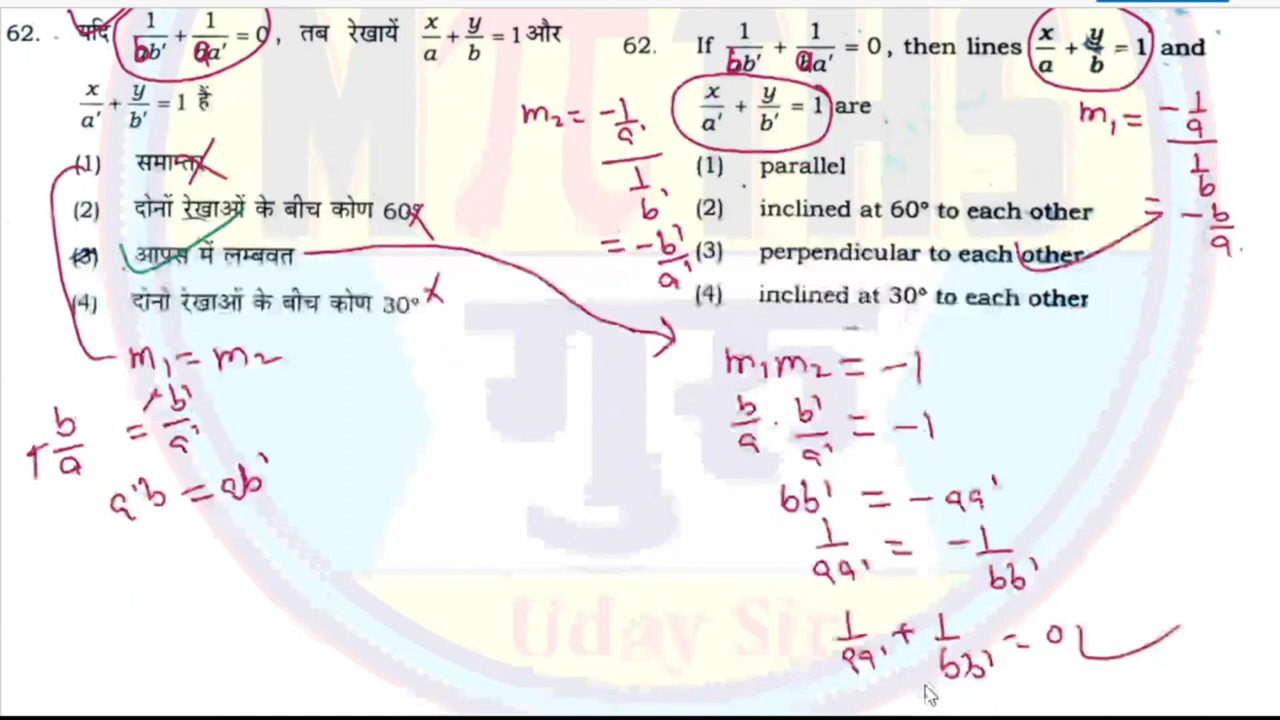 62. यदि 1/bb' + 1/aa' = 0, तब रेखायें x/a + y/b = 1 और
x/a' + y/b' = 1 हैं
(1) समान्तर
(2) दोनों रेखाओं के बीच कोण 60°
(3) आपस में लम्बवत
(4) दोनों रेखाओं के बीच कोण 30°
m₁ = m₂
b/a = b'/a'
a'b = ab'
62. If 1/bb' + 1/aa' = 0, then lines x/a + y/b = 1 and
x/a' + y/b' = 1 are
(1) parallel
(2) inclined at 60° to each other
(3) perpendicular to each other
(4) inclined at 30° to each other
m₂ = -1/a' / 1/b'
= -b'/a'
m₁ = -1/a / 1/b
= -b/a
m₁m₂ = -1
b/a · b'/a' = -1
bb' = -aa'
1/aa' = -1/bb'
1/aa' + 1/bb' = 0
MATHS
गुरु
Uday Sir